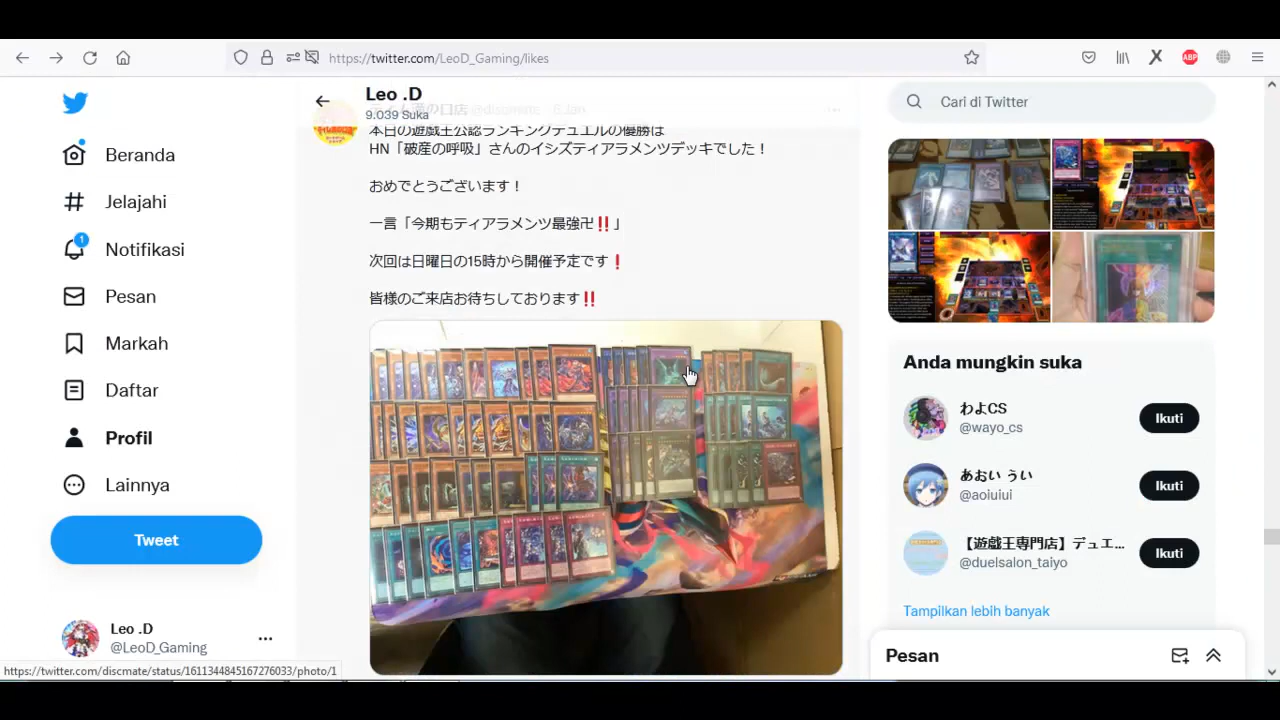 https://twitter.com/LeoD_Gaming/likes
Beranda
Jelajahi
1
Notifikasi
Pesan
Markah
Daftar
Profil
Lainnya
Tweet
Leo .D
@LeoD_Gaming
https://twitter.com/discmate/status/1611344845167276033/photo/1
Leo .D
9.039 Suka
本日の遊戯王公認ランキングデュエルの優勝は
HN「破産の呼吸」さんのイシズティアラメンツデッキでした！
おめでとうございます！
一言「今期もティアラメンツ最強卍‼️」
次回は日曜日の15時から開催予定です❗
皆様のご来店お待ちしております‼️
Cari di Twitter
Anda mungkin suka
わよCS
@wayo_cs
Ikuti
あおい うい
@aoiuiui
Ikuti
【遊戯王専門店】デュエ...
@duelsalon_taiyo
Ikuti
Tampilkan lebih banyak
Pesan
ABP